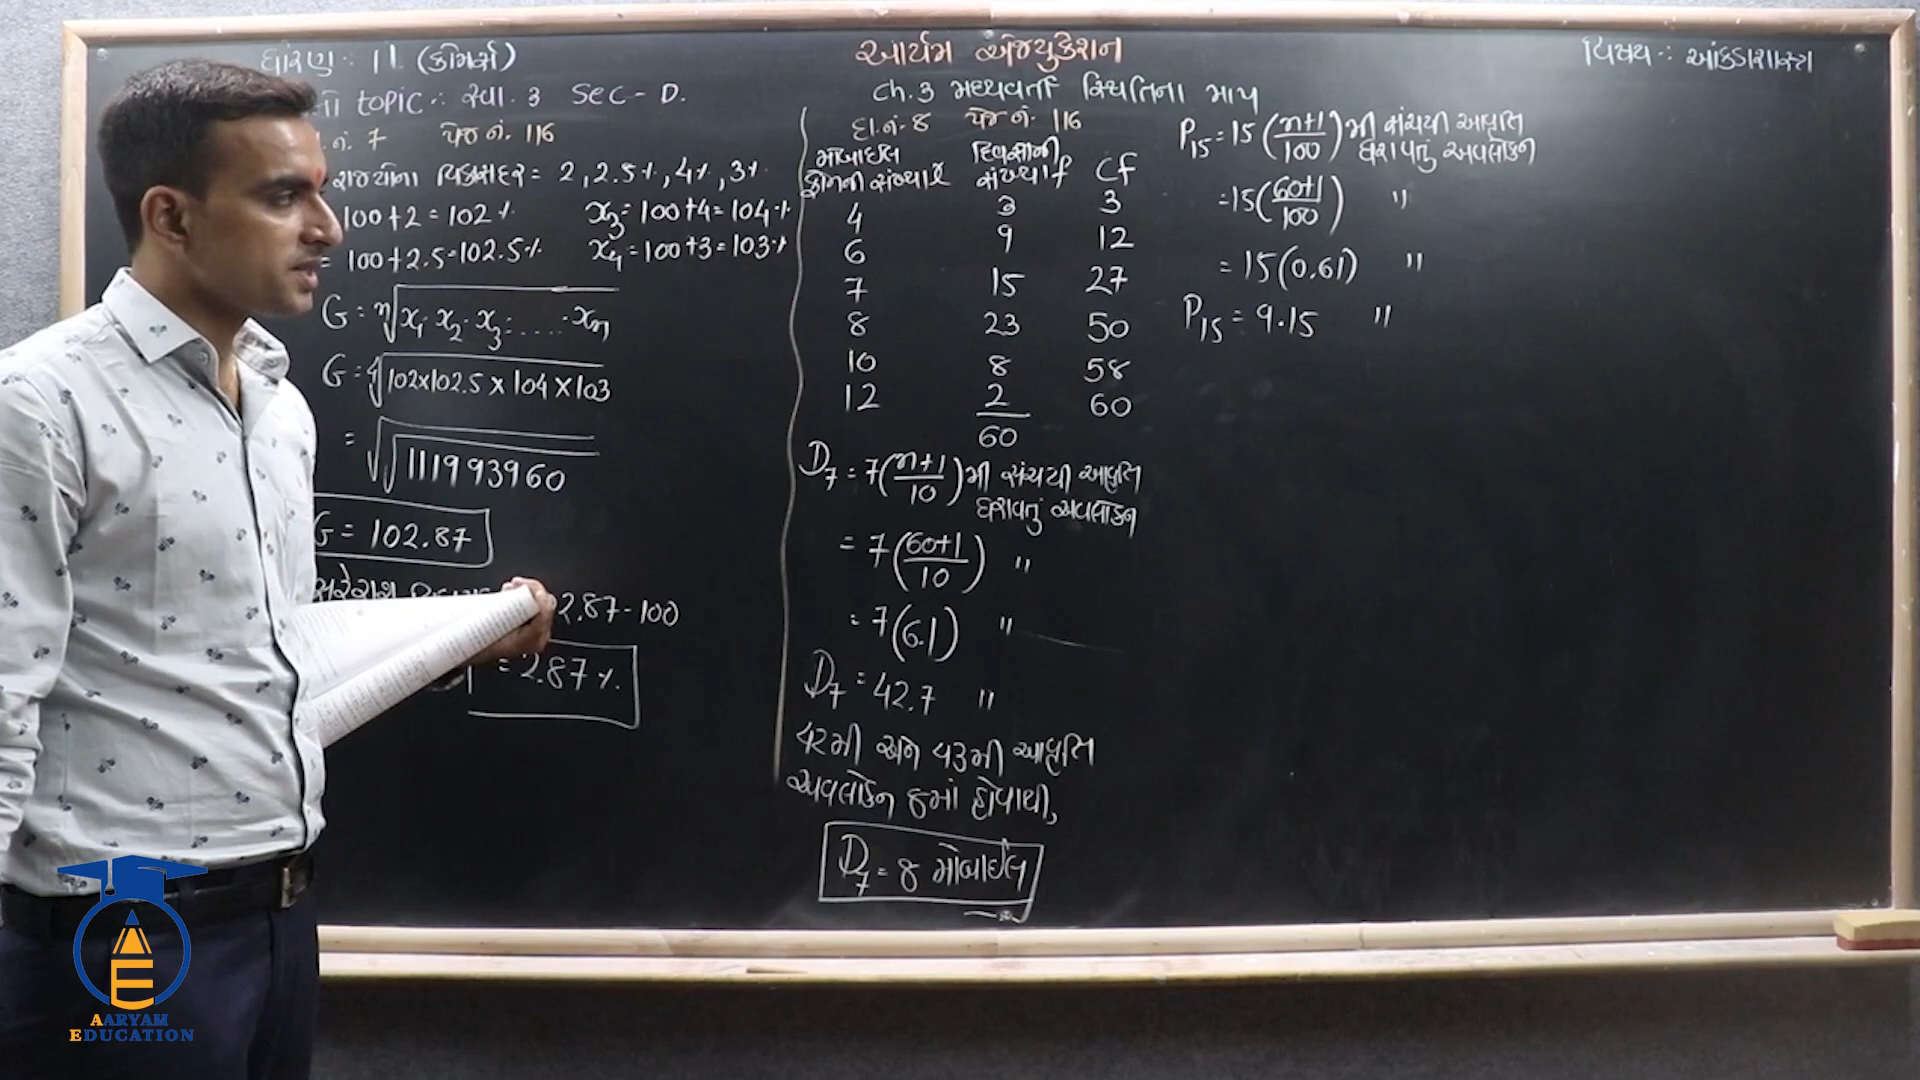 ધોરણ : 11 (કોમર્સ)
આર્યમ એજ્યુકેશન
વિષય : આંકડાશાસ્ત્ર
topic : સ્વા. 3 Sec - D.
Ch. 3 મધ્યવર્તી સ્થિતિના માપ
.નં. 7 પેજ નં. 116
રાજ્યોના વિકાસદર = 2, 2.5%, 4%, 3%
100 + 2 = 102% x3 = 100+4 = 104%
= 100 + 2.5 = 102.5% x4 = 100+3 = 103%
G = n√x1 · x2 · x3 · .... · xn
G = 4√102 x 102.5 x 104 x 103
= √√111993960
G = 102.87
સરેરાશ 2.87 - 100
= 2.87%.
દા.નં. 8 પેજ નં. 116
મોબાઈલ ફોનની સંખ્યા x દિવસોની સંખ્યા f cf
4 3 3
6 9 12
7 15 27
8 23 50
10 8 58
12 2 60
60
D7 = 7(n+1/10)મી સંચયી આવૃત્તિ
ધરાવતું અવલોકન
= 7(60+1/10) "
= 7(6.1) "
D7 = 42.7 "
42મી અને 43મી આવૃતિ
અવલોકન 8માં હોવાથી,
D7 = 8 મોબાઈલ
P15 = 15(n+1/100)મી સંચયી આવૃત્તિ
ધરાવતું અવલોકન
= 15(60+1/100) "
= 15(0.61) "
P15 = 9.15 "
AARYAM
EDUCATION